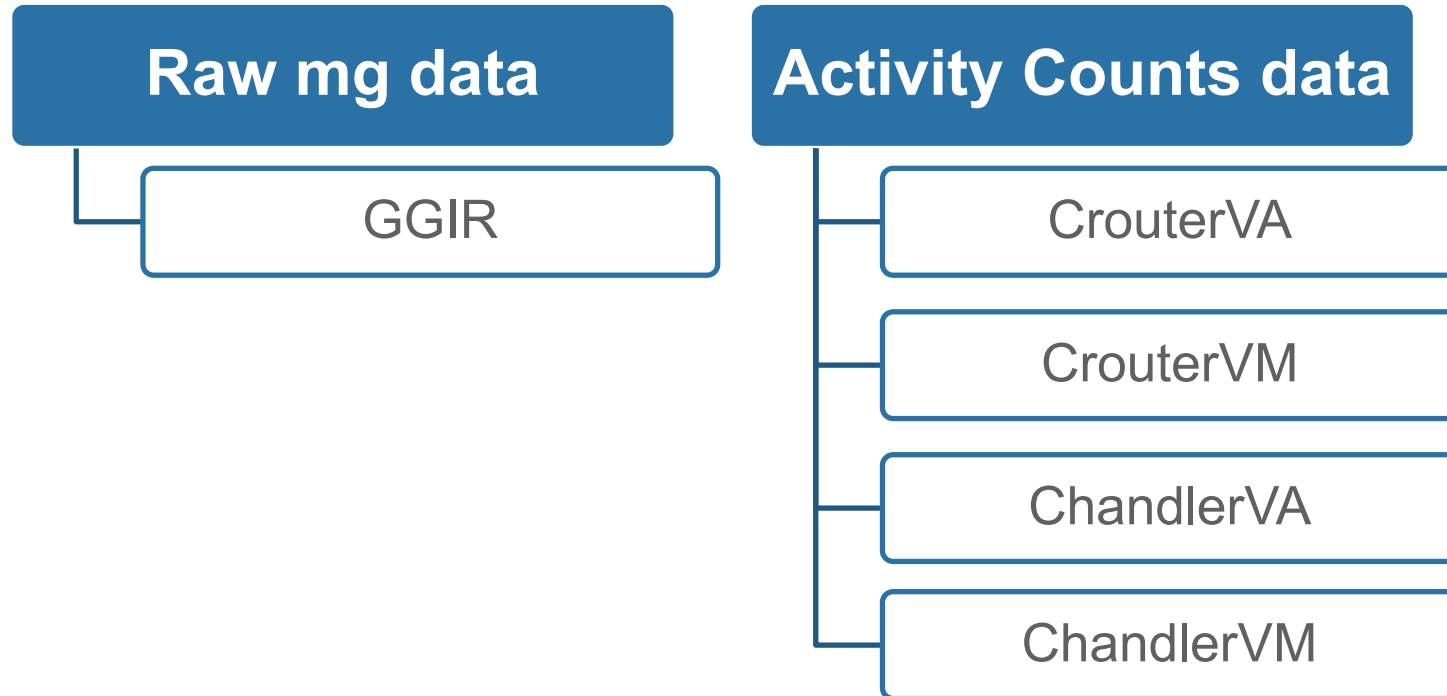 Raw mg data
GGIR
Activity Counts data
CrouterVA
CrouterVM
ChandlerVA
ChandlerVM